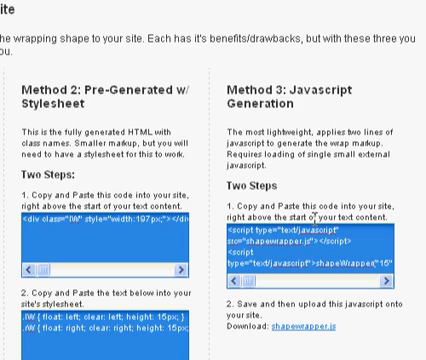 ite
he wrapping shape to your site. Each has it's benefits/drawbacks, but with these three you
ou.
Method 2: Pre-Generated w/
Stylesheet
This is the fully generated HTML with
class names. Smaller markup, but you will
need to have a stylesheet for this to work.
Two Steps:
1. Copy and Paste this code into your site,
right above the start of your text content.
<div class="fW" style="width:197px;"></div
2. Copy and Paste the text below into your
site's stylesheet.
.fW { float: left; clear: left; height: 15px; }
.rW { float: right; clear: right; height: 15px;
Method 3: Javascript
Generation
The most lightweight, applies two lines of
javascript to generate the wrap markup.
Requires loading of single small external
javascript.
Two Steps
1. Copy and Paste this code into your site,
right above the start of your text content.
<script type="text/javascript"
src="shapewrapper.js"></script>
<script
type="text/javascript">shapeWrapper("15"
2. Save and then upload this javascript onto
your site.
Download: shapewrapper.js